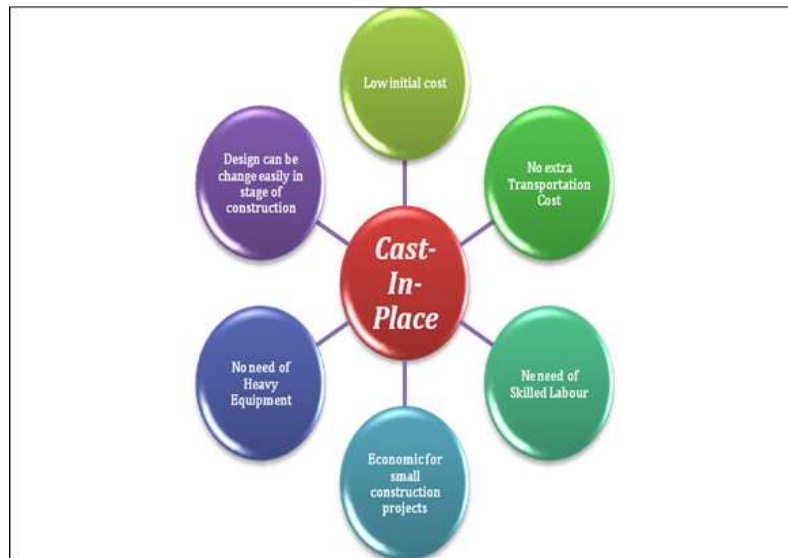 Low initial cost
No extra
Transportation
Cost
Ne need of
Skilled Labour
Economic for
small
construction
projects
No need of
Heavy
Equipment
Design can be
change easily in
stage of
construction
Cast-
In-
Place